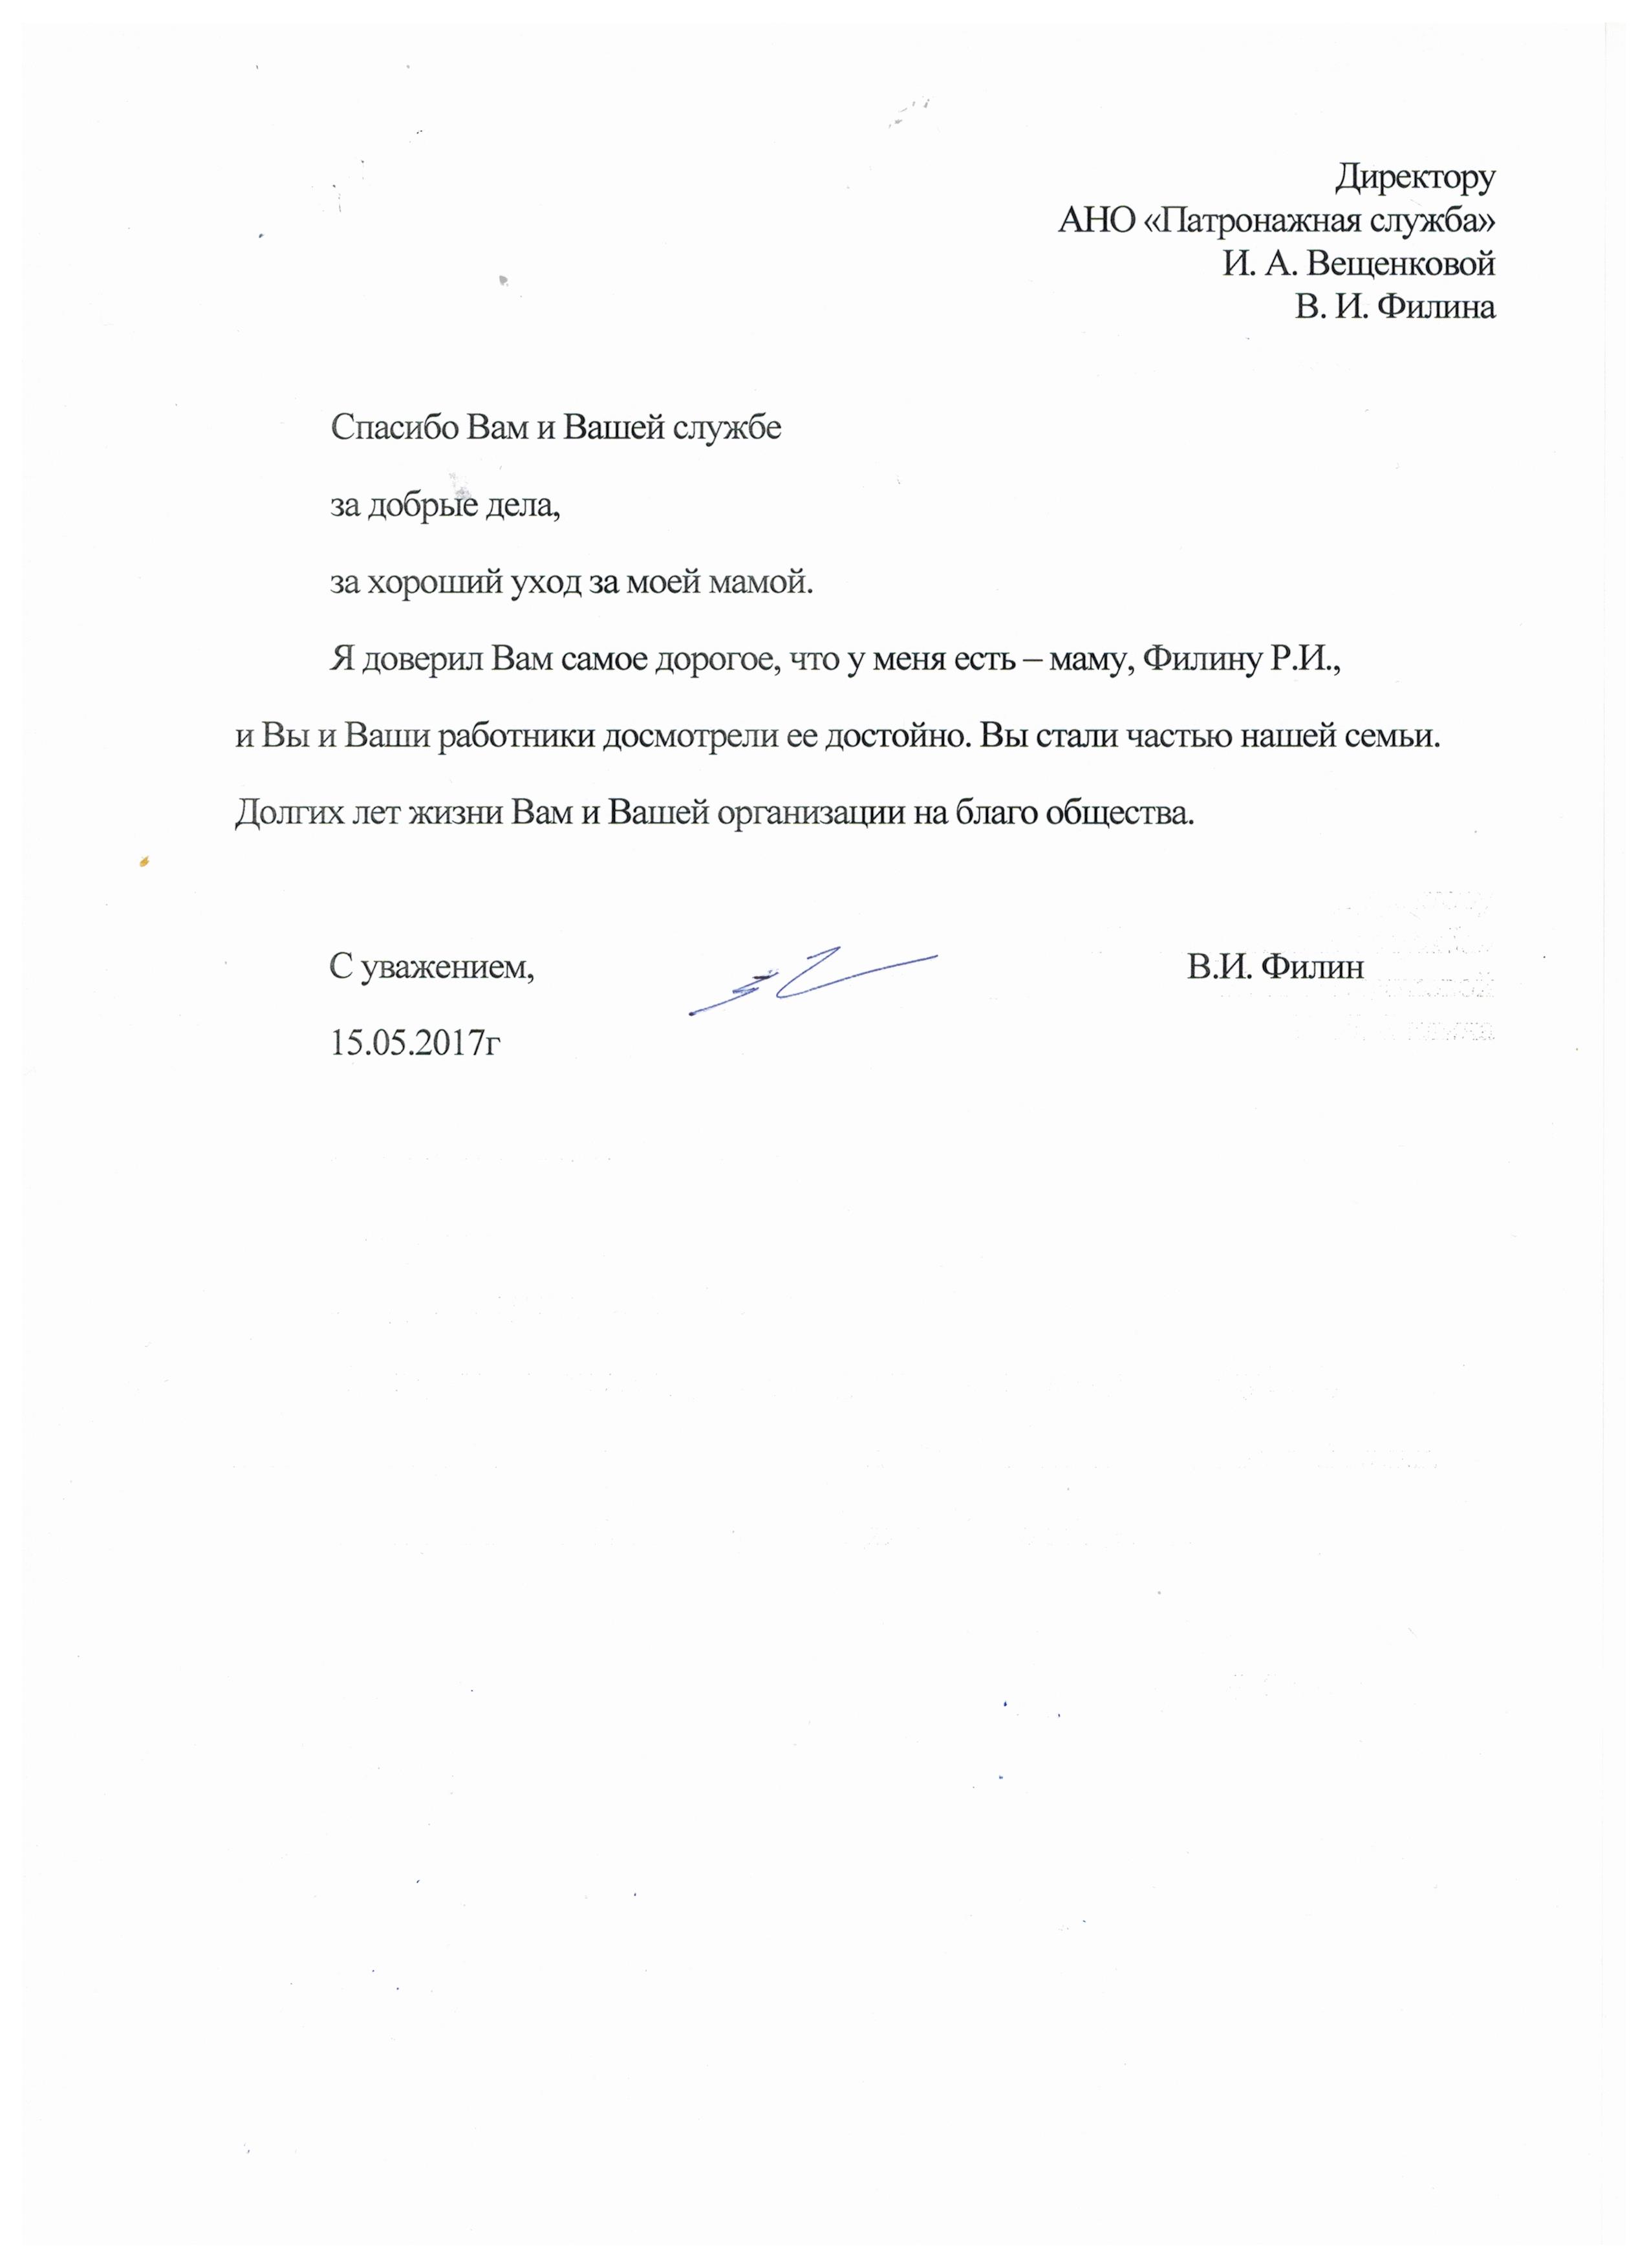 Директору
АНО «Патронажная служба»
И. А. Вещенковой
В. И. Филина
Спасибо Вам и Вашей службе
за добрые дела,
за хороший уход за моей мамой.
Я доверил Вам самое дорогое, что у меня есть – маму, Филину Р.И.,
и Вы и Ваши работники досмотрели ее достойно. Вы стали частью нашей семьи.
Долгих лет жизни Вам и Вашей организации на благо общества.
С уважением, В.И. Филин
15.05.2017г